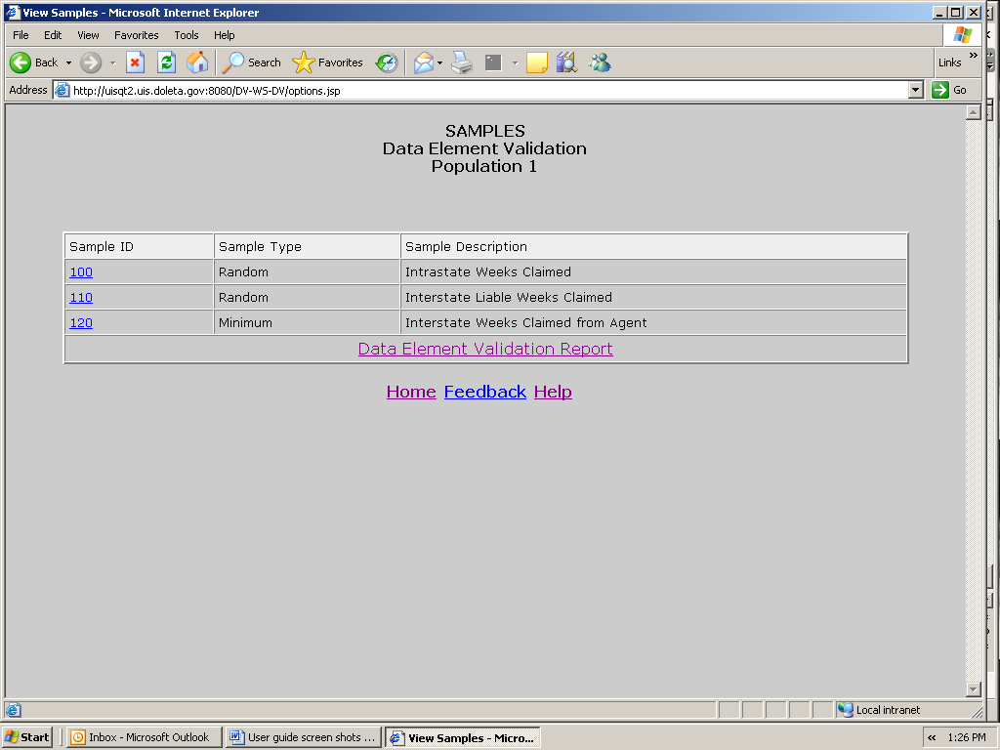 View Samples - Microsoft Internet Explorer
File Edit View Favorites Tools Help
Back Search Favorites Links »
Address http://uisqt2.uis.doleta.gov:8080/DV-WS-DV/options.jsp Go
SAMPLES
Data Element Validation
Population 1
Sample ID Sample Type Sample Description
100 Random Intrastate Weeks Claimed
110 Random Interstate Liable Weeks Claimed
120 Minimum Interstate Weeks Claimed from Agent
Data Element Validation Report
Home Feedback Help
Local intranet
Start Inbox - Microsoft Outlook User guide screen shots ... View Samples - Micro... « 1:26 PM